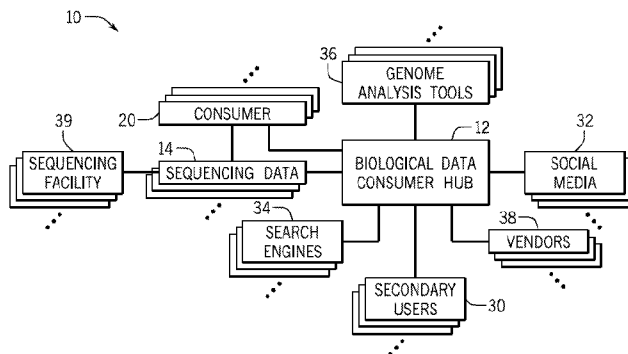 10
36
GENOME
ANALYSIS TOOLS
20
CONSUMER
39
SEQUENCING
FACILITY
14
SEQUENCING DATA
12
BIOLOGICAL DATA
CONSUMER HUB
32
SOCIAL
MEDIA
34
SEARCH
ENGINES
38
VENDORS
SECONDARY
USERS
30